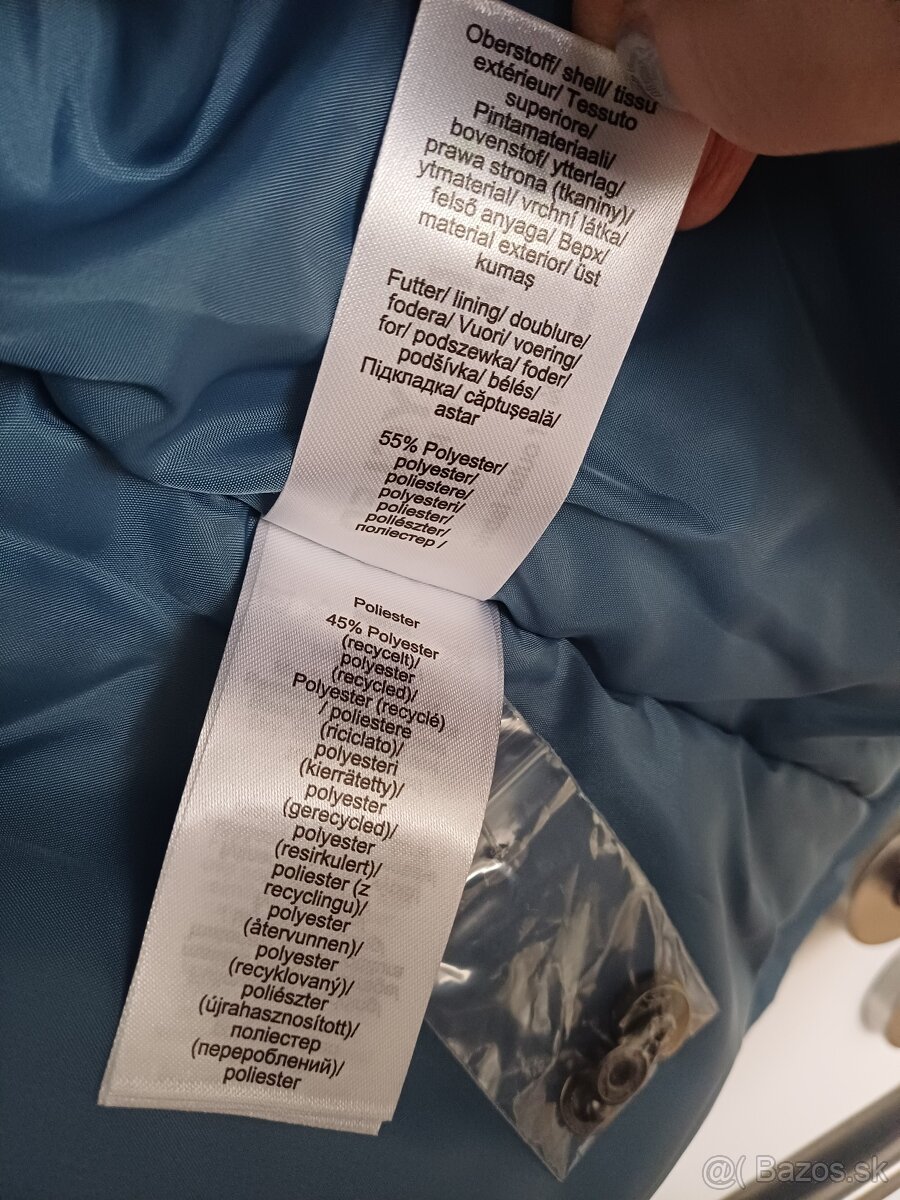 Oberstoff/ shell/ tissu
extérieur/ Tessuto
superiore/
Pintamateriaali/
bovenstof/ ytterlag/
prawa strona (tkaniny)/
ytmaterial/ vrchní látka/
felső anyaga/ Верх/
material exterior/ üst
kumaş
Futter/ lining/ doublure/
fodera/ Vuori/ voering/
for/ podszewka/ foder/
podšívka/ bélés/
Підкладка/ căptușeală/
astar
55% Polyester/
polyester/
poliestere/
polyesteri/
poliester/
poliészter/
поліестер /
Poliester
45% Polyester
(recycelt)/
polyester
(recycled)/
Polyester (recyclé)
/ poliestere
(riciclato)/
polyesteri
(kierrätetty)/
polyester
(gerecycled)/
polyester
(resirkulert)/
poliester (z
recyclingu)/
polyester
(återvunnen)/
polyester
(recyklovaný)/
poliészter
(újrahasznosított)/
поліестер
(перероблений)/
poliester
@( Bazos.sk